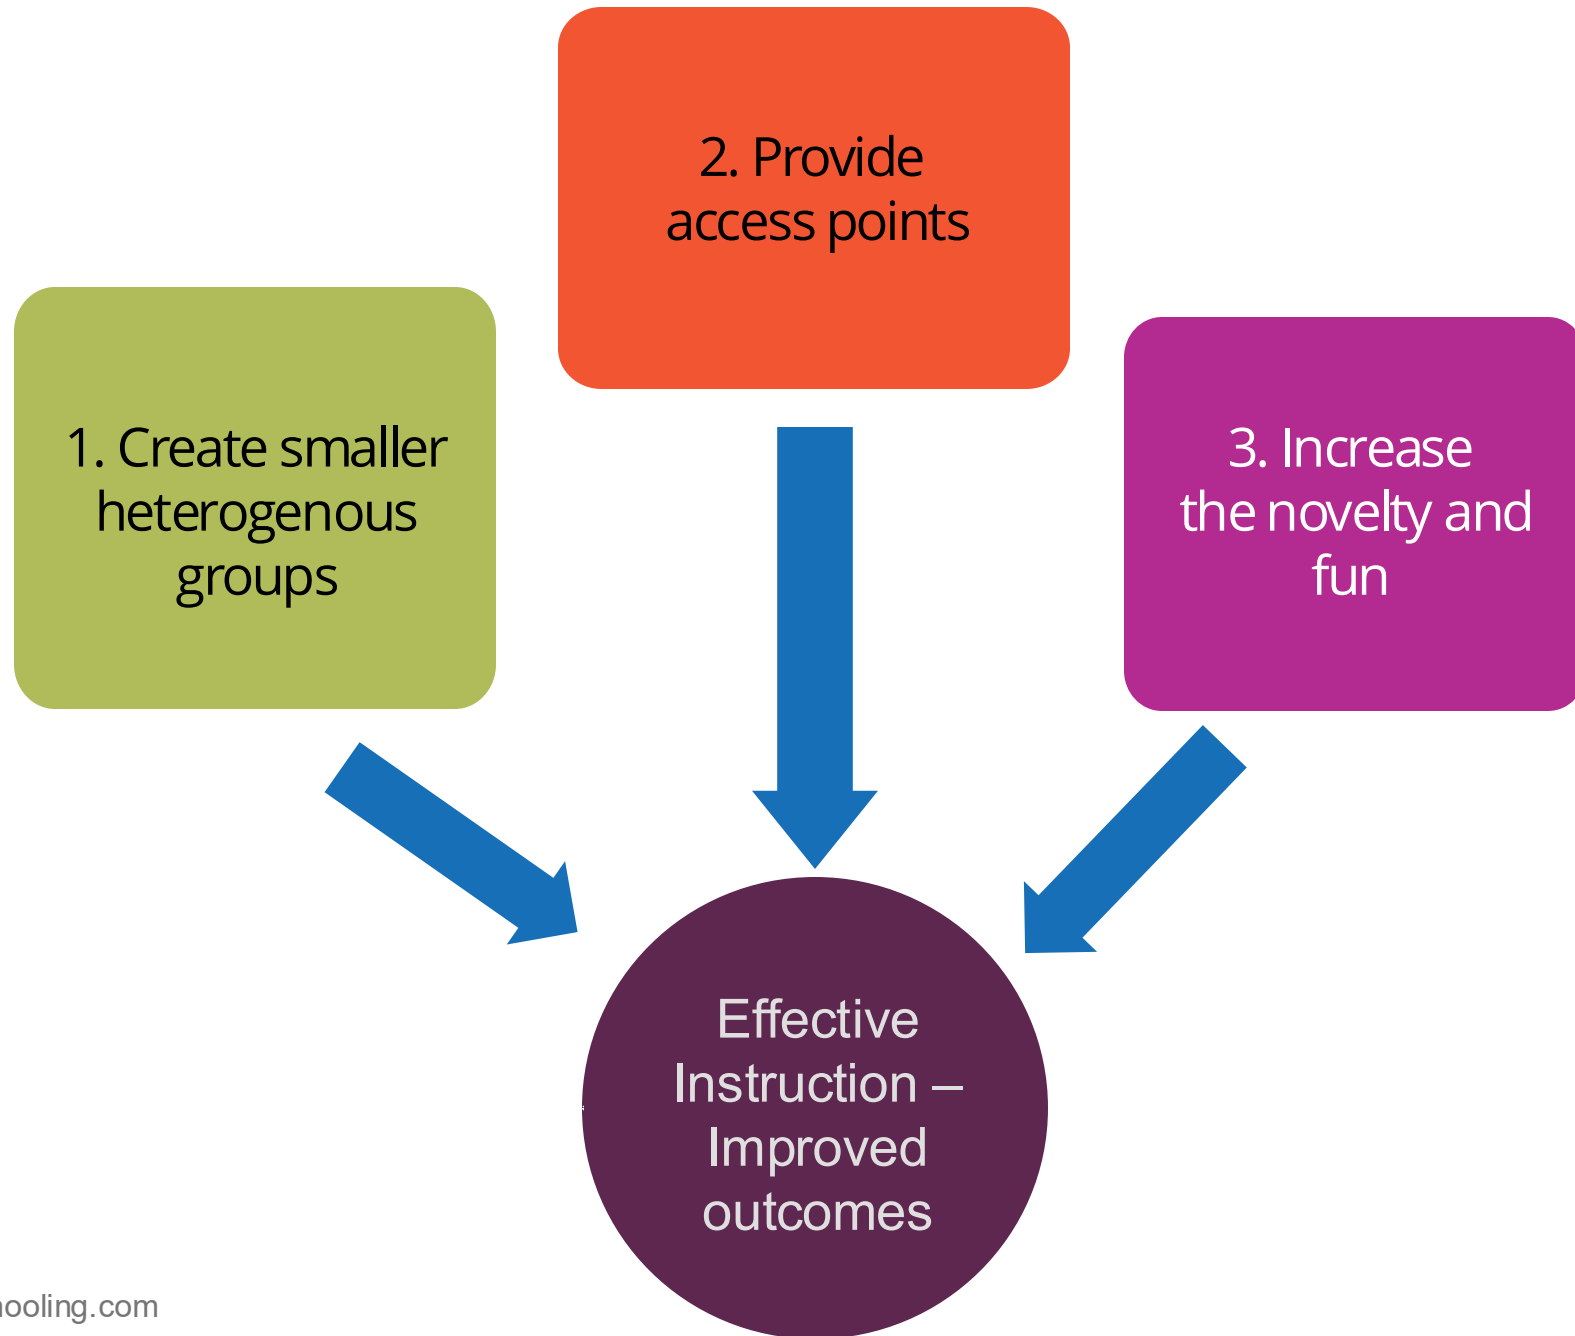 2. Provide
access points
1. Create smaller
heterogenous
groups
3. Increase
the novelty and
fun
Effective
Instruction –
Improved
outcomes
ooling.com